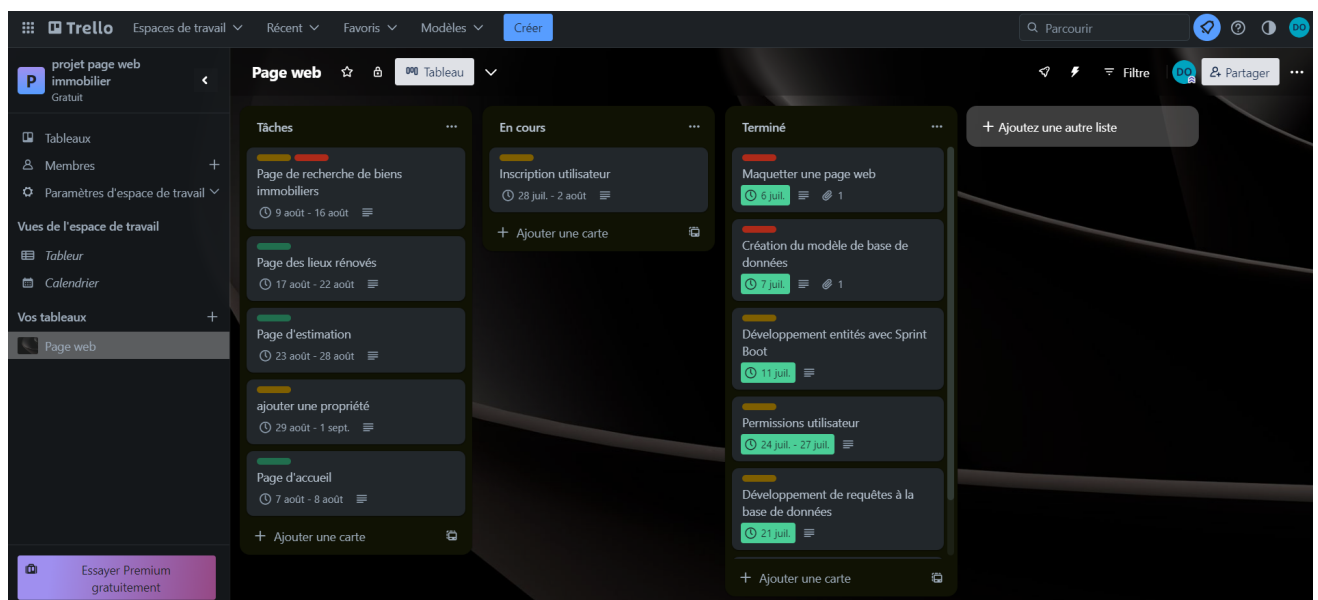 Trello
Espaces de travail
Récent
Favoris
Modèles
Créer
Parcourir
DO
P
projet page web
immobilier
Gratuit
Page web
Tableau
Filtre
DO
Partager
Tableaux
Membres
Paramètres d'espace de travail
Vues de l'espace de travail
Tableur
Calendrier
Vos tableaux
Page web
Essayer Premium
gratuitement
Tâches
Page de recherche de biens
immobiliers
9 août - 16 août
Page des lieux rénovés
17 août - 22 août
Page d'estimation
23 août - 28 août
ajouter une propriété
29 août - 1 sept.
Page d'accueil
7 août - 8 août
+ Ajouter une carte
En cours
Inscription utilisateur
28 juil. - 2 août
+ Ajouter une carte
Terminé
Maquetter une page web
6 juil.
1
Création du modèle de base de
données
7 juil.
1
Développement entités avec Sprint
Boot
11 juil.
Permissions utilisateur
24 juil. - 27 juil.
Développement de requêtes à la
base de données
21 juil.
+ Ajouter une carte
+ Ajoutez une autre liste